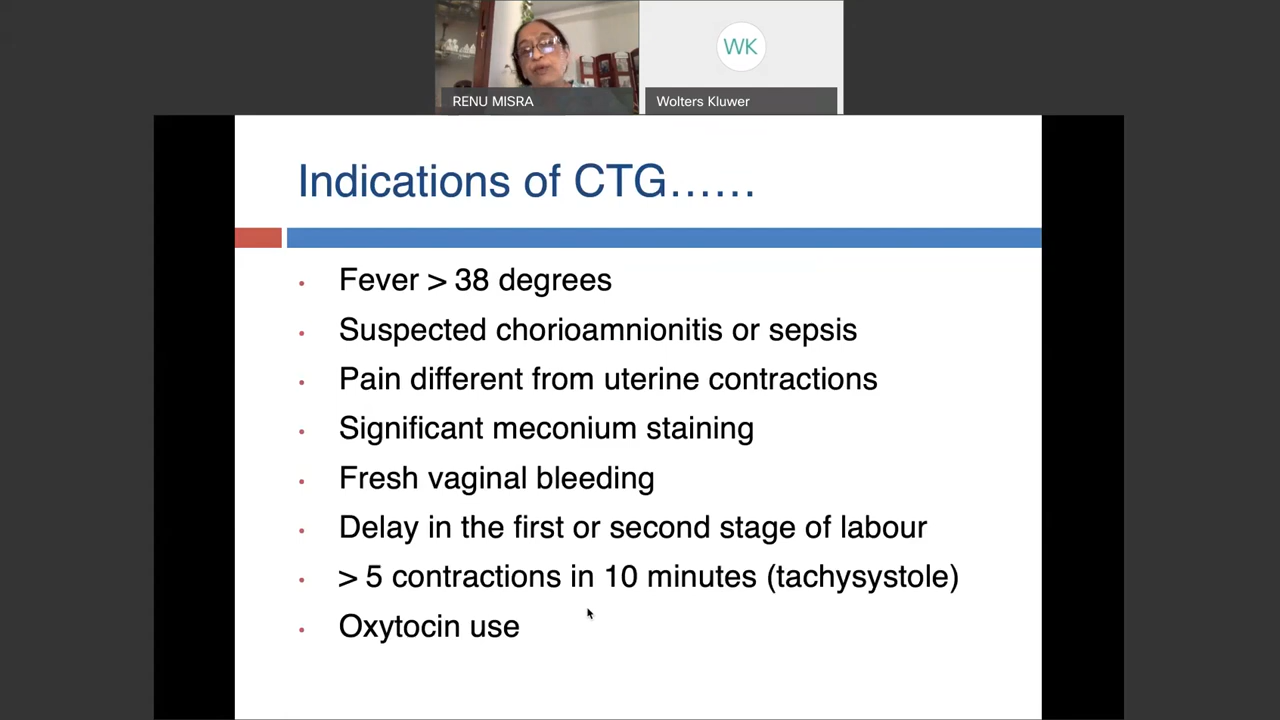 WK
RENU MISRA
Wolters Kluwer
Indications of CTG......
• Fever > 38 degrees
• Suspected chorioamnionitis or sepsis
• Pain different from uterine contractions
• Significant meconium staining
• Fresh vaginal bleeding
• Delay in the first or second stage of labour
• > 5 contractions in 10 minutes (tachysystole)
• Oxytocin use